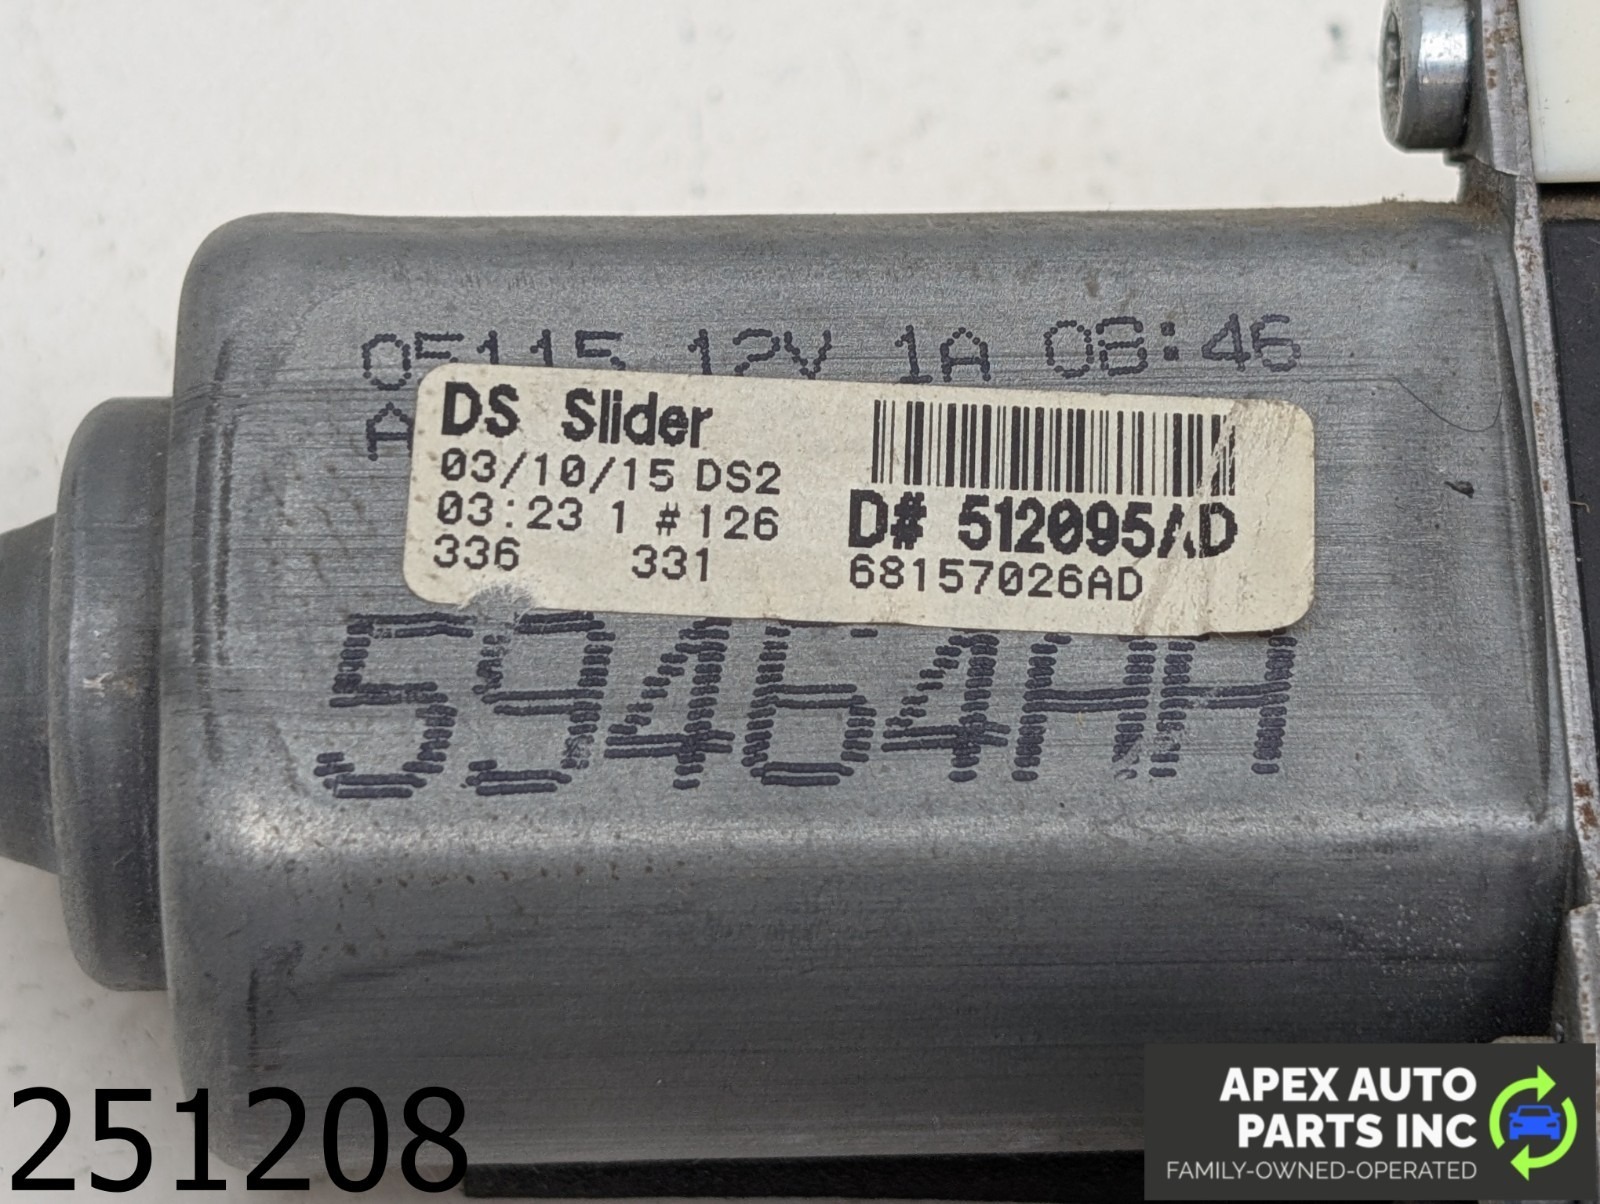 05115 12V 1A 08:46
A
DS Slider
03/10/15 DS2
03:23 1 #126
336 331
D# 512095AD
68157026AD
59464AA
251208
APEX AUTO
PARTS INC
FAMILY-OWNED-OPERATED